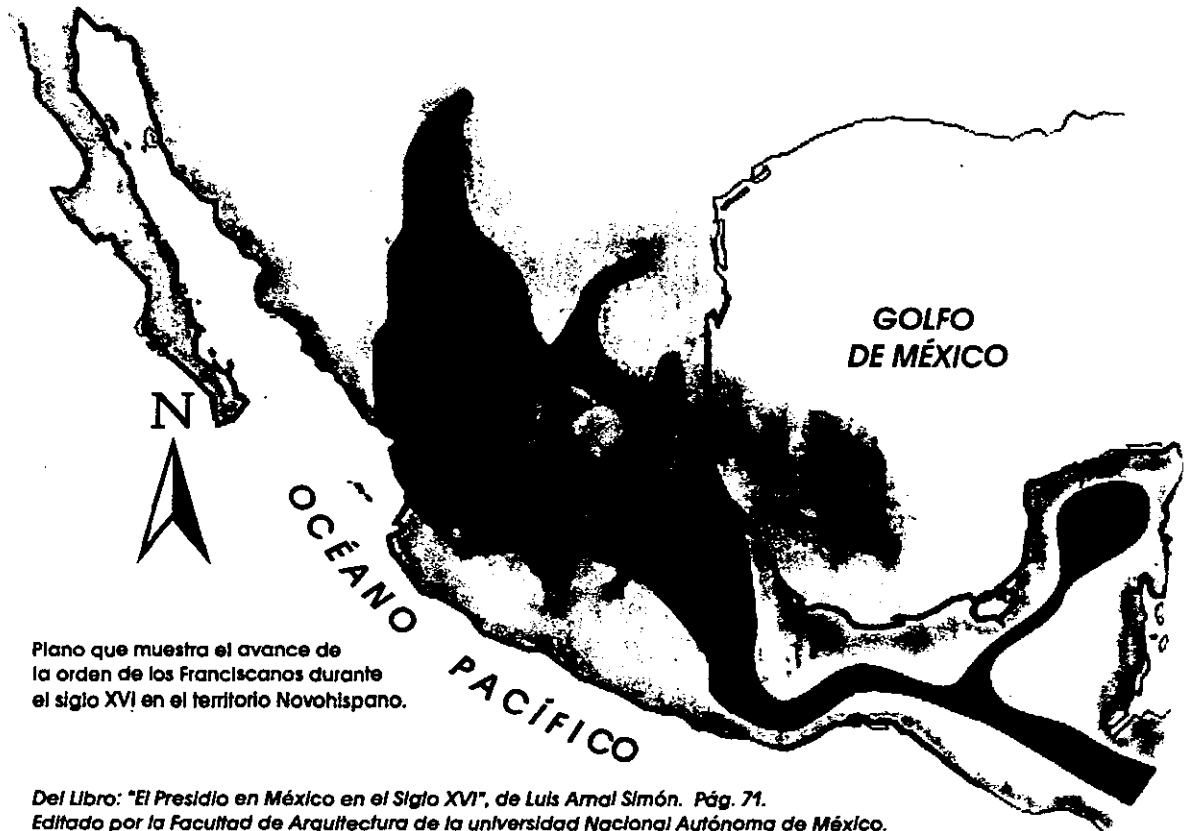 GOLFO
DE MÉXICO
N
OCÉANO PACÍFICO
Plano que muestra el avance de
la orden de los Franciscanos durante
el siglo XVI en el territorio Novohispano.
Del Libro: "El Presidio en México en el Siglo XVI", de Luis Arnal Simón. Pág. 71.
Editado por la Facultad de Arquitectura de la universidad Nacional Autónoma de México.